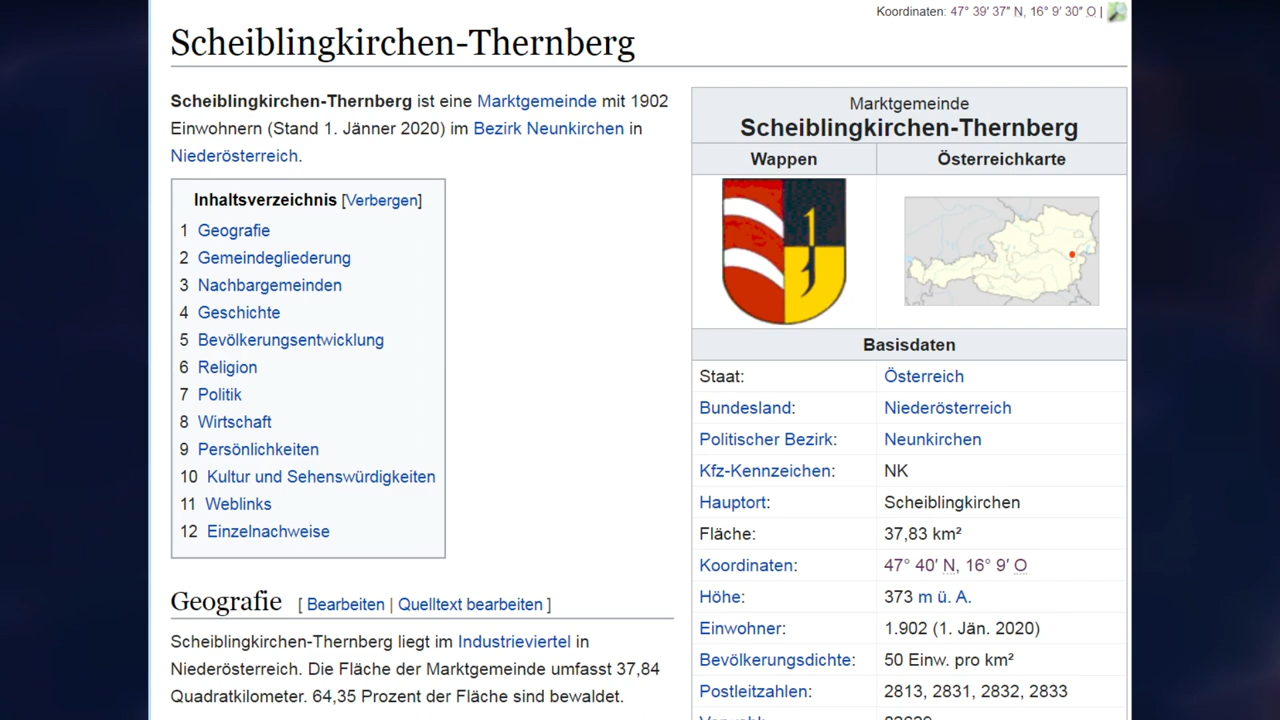 Koordinaten: 47° 39′ 37″ N, 16° 9′ 30″ O |
Scheiblingkirchen-Thernberg
Scheiblingkirchen-Thernberg ist eine Marktgemeinde mit 1902
Einwohnern (Stand 1. Jänner 2020) im Bezirk Neunkirchen in
Niederösterreich.
Inhaltsverzeichnis [Verbergen]
1 Geografie
2 Gemeindegliederung
3 Nachbargemeinden
4 Geschichte
5 Bevölkerungsentwicklung
6 Religion
7 Politik
8 Wirtschaft
9 Persönlichkeiten
10 Kultur und Sehenswürdigkeiten
11 Weblinks
12 Einzelnachweise
Geografie [ Bearbeiten | Quelltext bearbeiten ]
Scheiblingkirchen-Thernberg liegt im Industrieviertel in
Niederösterreich. Die Fläche der Marktgemeinde umfasst 37,84
Quadratkilometer. 64,35 Prozent der Fläche sind bewaldet.
Marktgemeinde
Scheiblingkirchen-Thernberg
Wappen Österreichkarte
Basisdaten
Staat: Österreich
Bundesland: Niederösterreich
Politischer Bezirk: Neunkirchen
Kfz-Kennzeichen: NK
Hauptort: Scheiblingkirchen
Fläche: 37,83 km²
Koordinaten: 47° 40′ N, 16° 9′ O
Höhe: 373 m ü. A.
Einwohner: 1.902 (1. Jän. 2020)
Bevölkerungsdichte: 50 Einw. pro km²
Postleitzahlen: 2813, 2831, 2832, 2833